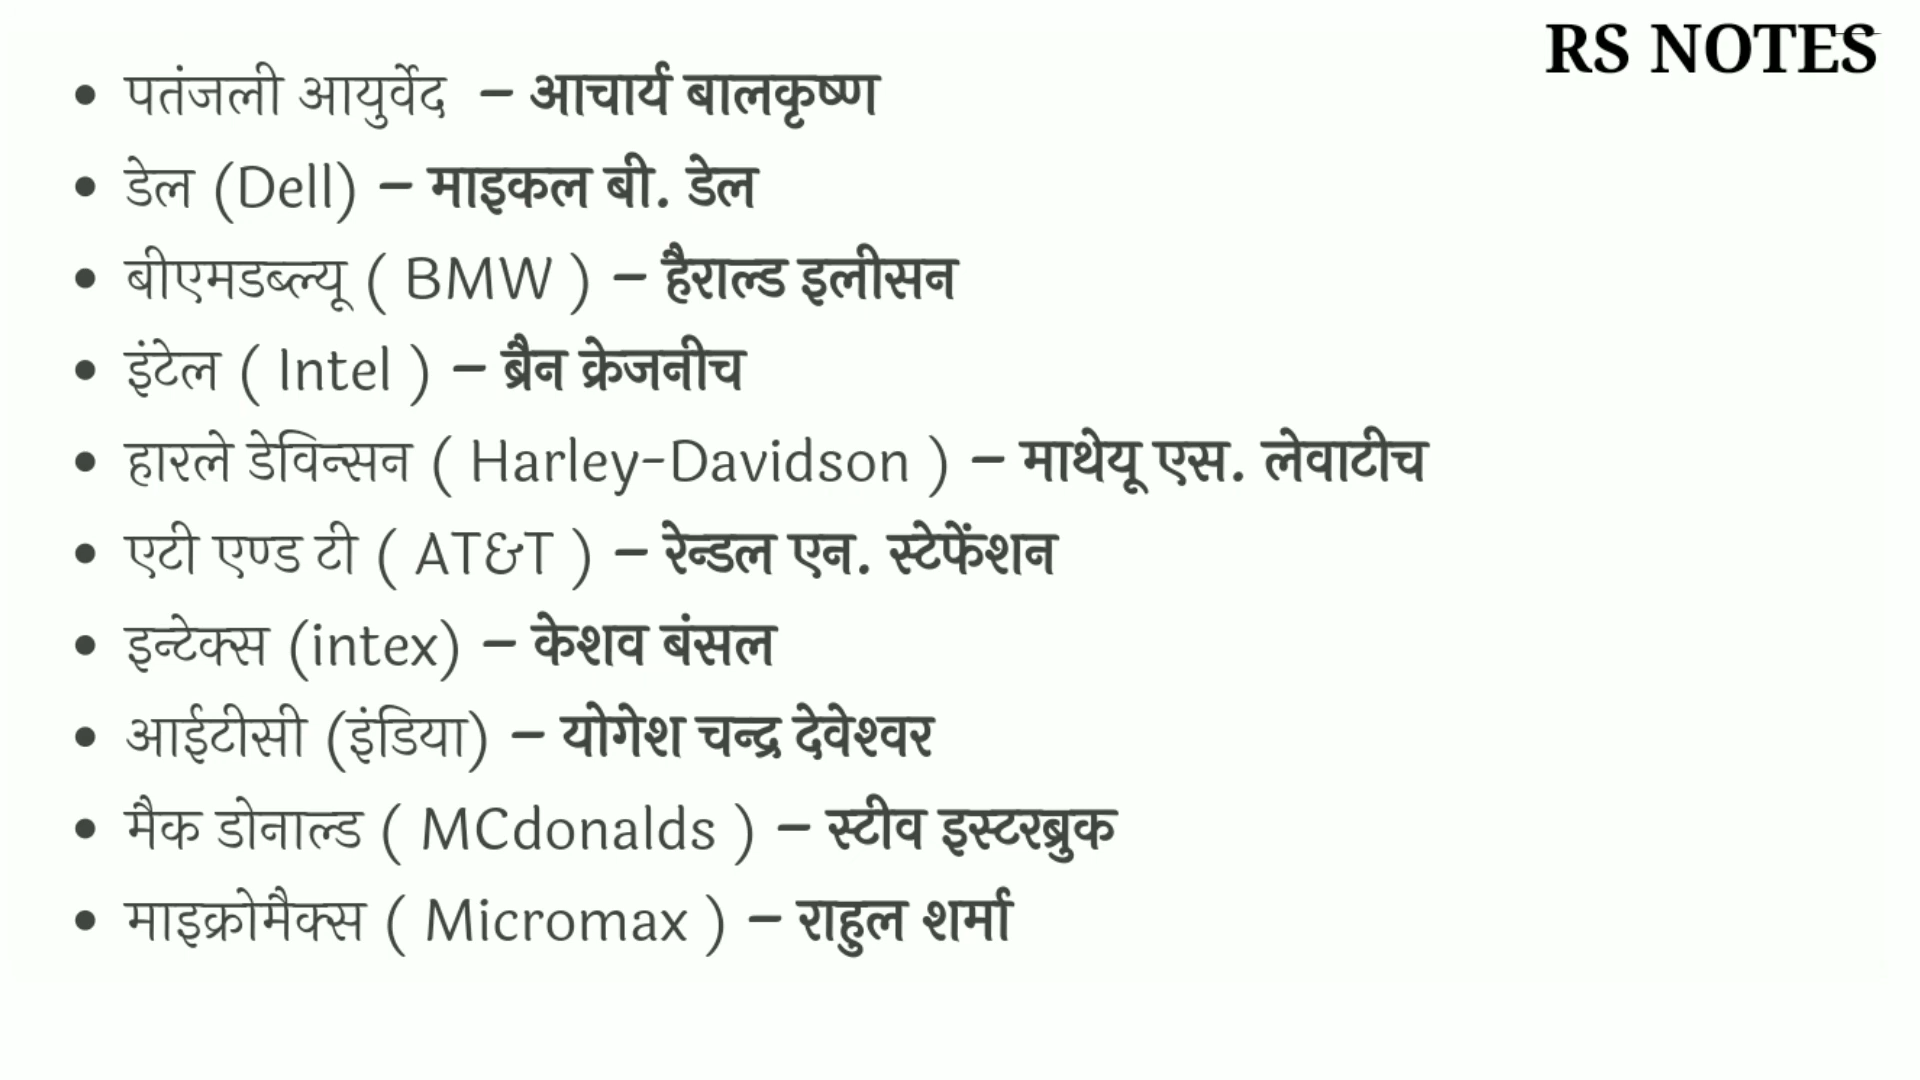 RS NOTES
• पतंजली आयुर्वेद – आचार्य बालकृष्ण
• डेल (Dell) – माइकल बी. डेल
• बीएमडब्ल्यू ( BMW ) – हैराल्ड इलीसन
• इंटेल ( Intel ) – ब्रैन क्रेजनीच
• हारले डेविन्सन ( Harley-Davidson ) – माथेयू एस. लेवाटीच
• एटी एण्ड टी ( AT&T ) – रेन्डल एन. स्टेफेंशन
• इन्टेक्स (intex) – केशव बंसल
• आईटीसी (इंडिया) – योगेश चन्द्र देवेश्वर
• मैक डोनाल्ड ( MCdonalds ) – स्टीव इस्टरब्रुक
• माइक्रोमैक्स ( Micromax ) – राहुल शर्मा